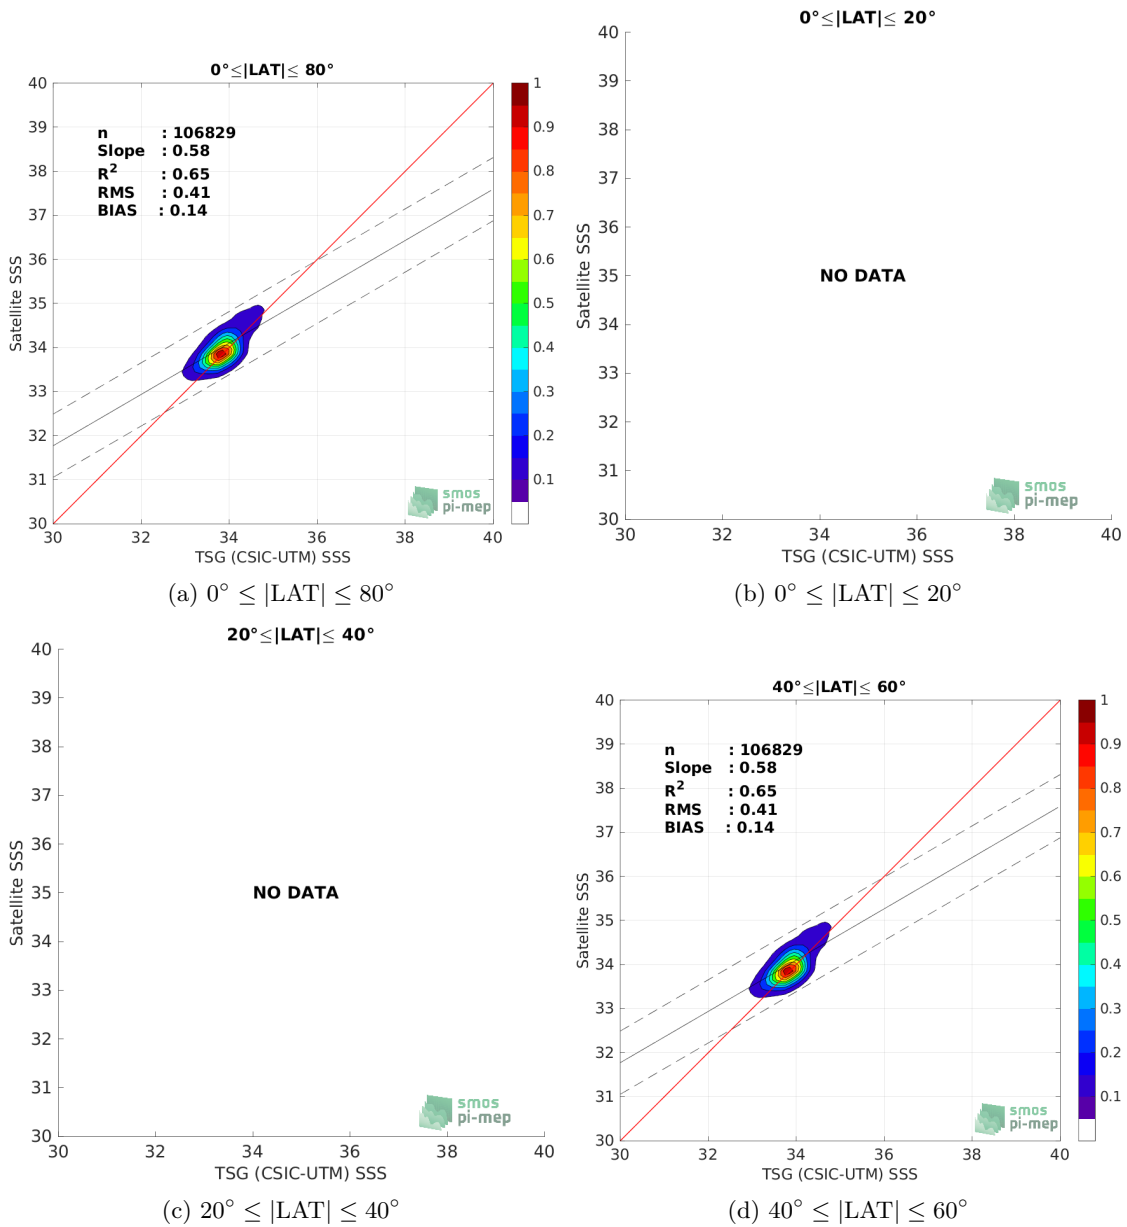 0°≤|LAT|≤ 80°
40
39
38
37
36
35
34
33
32
31
30
30 32 34 36 38 40
Satellite SSS
TSG (CSIC-UTM) SSS
n : 106829
Slope : 0.58
R² : 0.65
RMS : 0.41
BIAS : 0.14
1
0.9
0.8
0.7
0.6
0.5
0.4
0.3
0.2
0.1
smos
pi-mep
(a) 0° ≤ |LAT| ≤ 80°
0°≤|LAT|≤ 20°
40
39
38
37
36
35
34
33
32
31
30
30 32 34 36 38 40
Satellite SSS
TSG (CSIC-UTM) SSS
NO DATA
smos
pi-mep
(b) 0° ≤ |LAT| ≤ 20°
20°≤|LAT|≤ 40°
40
39
38
37
36
35
34
33
32
31
30
30 32 34 36 38 40
Satellite SSS
TSG (CSIC-UTM) SSS
NO DATA
smos
pi-mep
(c) 20° ≤ |LAT| ≤ 40°
40°≤|LAT|≤ 60°
40
39
38
37
36
35
34
33
32
31
30
30 32 34 36 38 40
Satellite SSS
TSG (CSIC-UTM) SSS
n : 106829
Slope : 0.58
R² : 0.65
RMS : 0.41
BIAS : 0.14
1
0.9
0.8
0.7
0.6
0.5
0.4
0.3
0.2
0.1
smos
pi-mep
(d) 40° ≤ |LAT| ≤ 60°